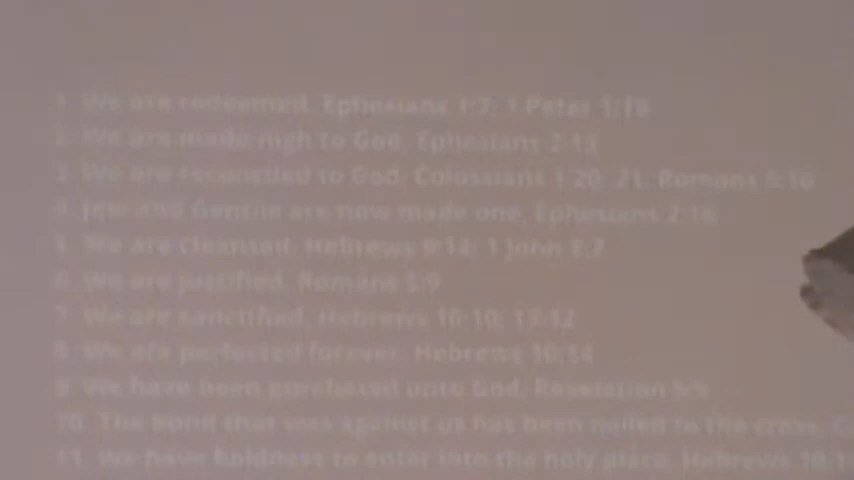 1. We are redeemed, Ephesians 1:7; 1 Peter 1:18
2. We are made nigh to God, Ephesians 2:13
3. We are reconciled to God, Colossians 1:20, 21; Romans 5:10
4. Jew and Gentile are now made one, Ephesians 2:16
5. We are cleansed, Hebrews 9:14; 1 John 1:7
6. We are justified, Romans 5:9
7. We are sanctified, Hebrews 10:10; 13:12
8. We are perfected forever, Hebrews 10:14
9. We have been purchased unto God, Revelation 5:9
10. The bond that was against us has been nailed to the cross,
11. We have boldness to enter into the holy place, Hebrews